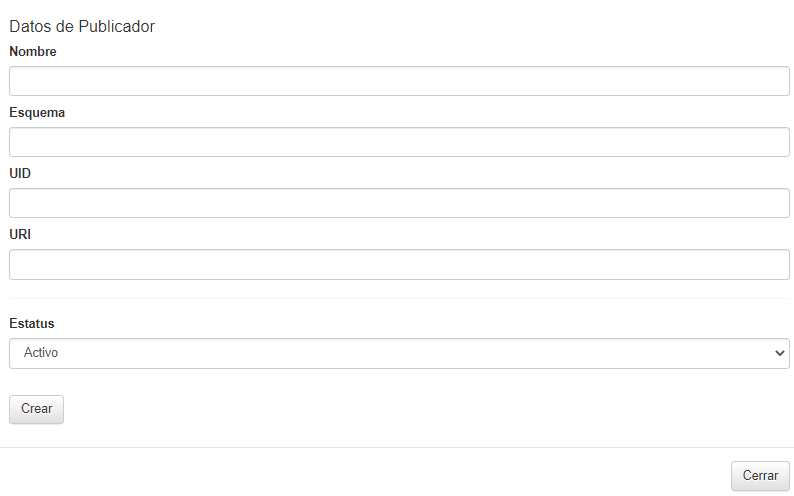 Datos de Publicador
Nombre
Esquema
UID
URI
Estatus
Activo
Crear
Cerrar